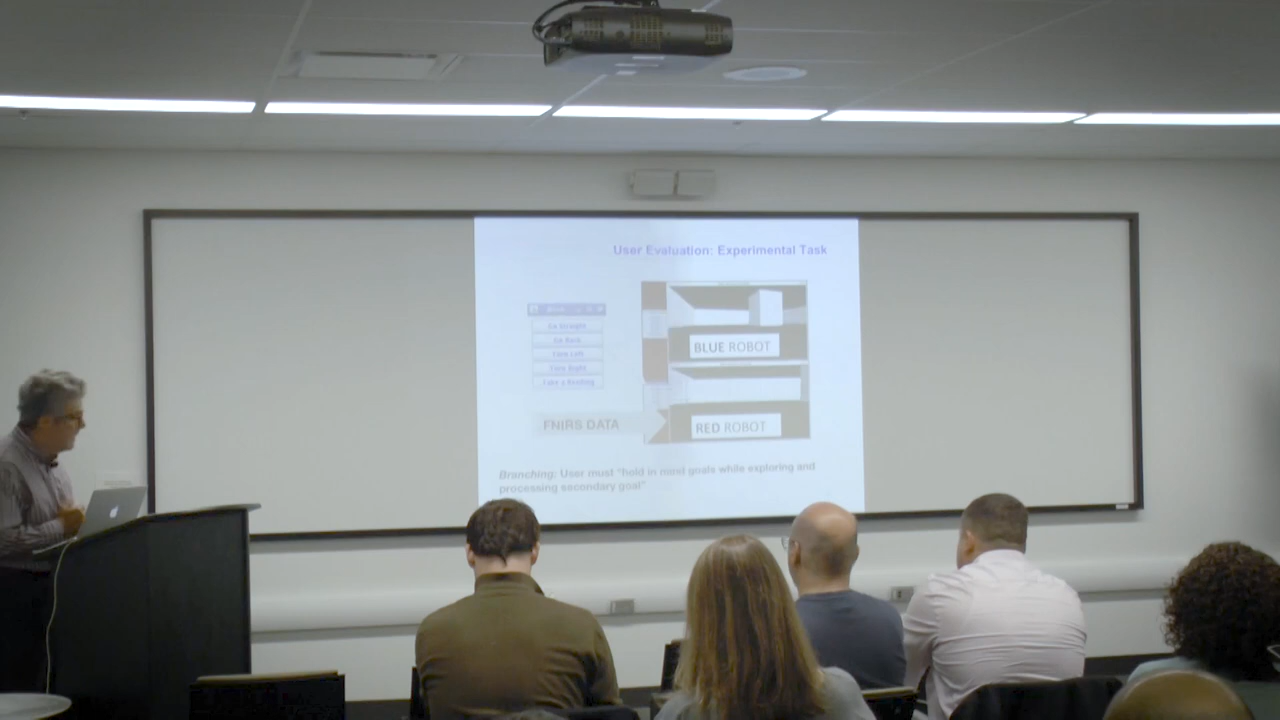 User Evaluation: Experimental Task
Go Straight
Go Back
Turn Left
Turn Right
Take a Reading
BLUE ROBOT
FNIRS DATA
RED ROBOT
Branching: User must "hold in most goals while exploring and
processing secondary goal"